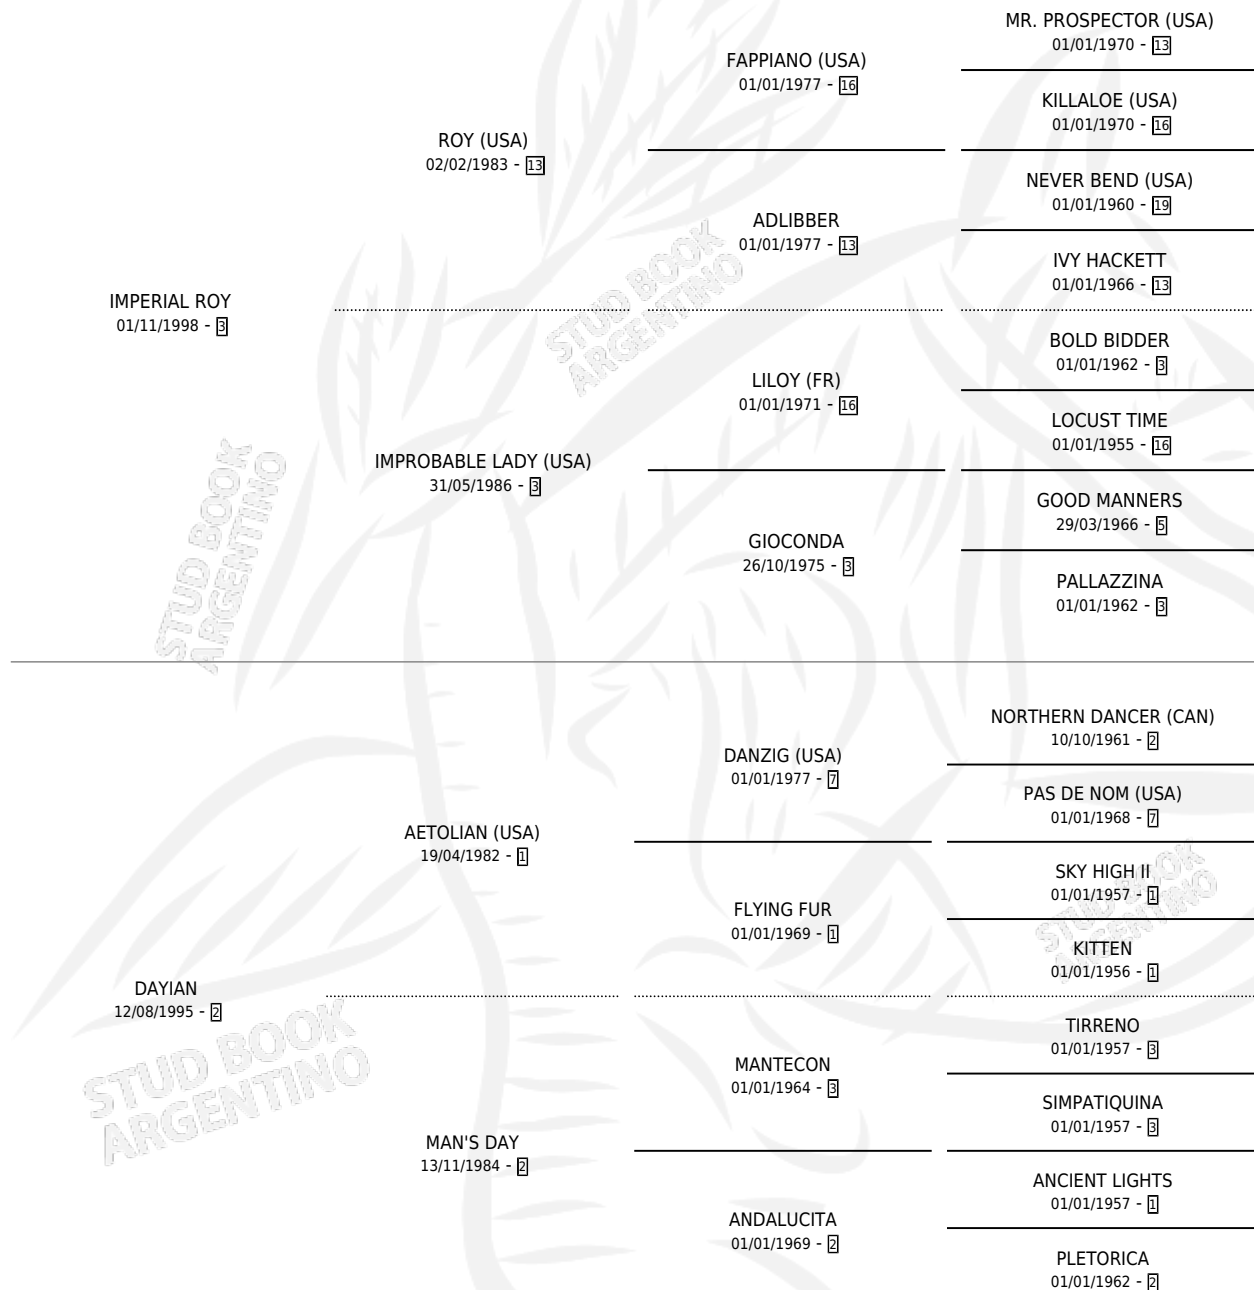 MR. PROSPECTOR (USA)
01/01/1970 - 13
FAPPIANO (USA)
01/01/1977 - 16
KILLALOE (USA)
01/01/1970 - 16
ROY (USA)
02/02/1983 - 13
NEVER BEND (USA)
01/01/1960 - 19
ADLIBBER
01/01/1977 - 13
IVY HACKETT
01/01/1966 - 13
IMPERIAL ROY
01/11/1998 - 3
BOLD BIDDER
01/01/1962 - 3
LILOY (FR)
01/01/1971 - 16
LOCUST TIME
01/01/1955 - 16
IMPROBABLE LADY (USA)
31/05/1986 - 3
GOOD MANNERS
29/03/1966 - 5
GIOCONDA
26/10/1975 - 3
PALLAZZINA
01/01/1962 - 3
NORTHERN DANCER (CAN)
10/10/1961 - 2
DANZIG (USA)
01/01/1977 - 7
PAS DE NOM (USA)
01/01/1968 - 7
AETOLIAN (USA)
19/04/1982 - 1
SKY HIGH II
01/01/1957 - 1
FLYING FUR
01/01/1969 - 1
KITTEN
01/01/1956 - 1
DAYIAN
12/08/1995 - 2
TIRRENO
01/01/1957 - 3
MANTECON
01/01/1964 - 3
SIMPATIQUINA
01/01/1957 - 3
MAN'S DAY
13/11/1984 - 2
ANCIENT LIGHTS
01/01/1957 - 1
ANDALUCITA
01/01/1969 - 2
PLETORICA
01/01/1962 - 2
STUD BOOK
ARGENTINO
STUD BOOK
ARGENTINO
STUD BOOK
ARGENTINO
STUD BOOK
ARGENTINO